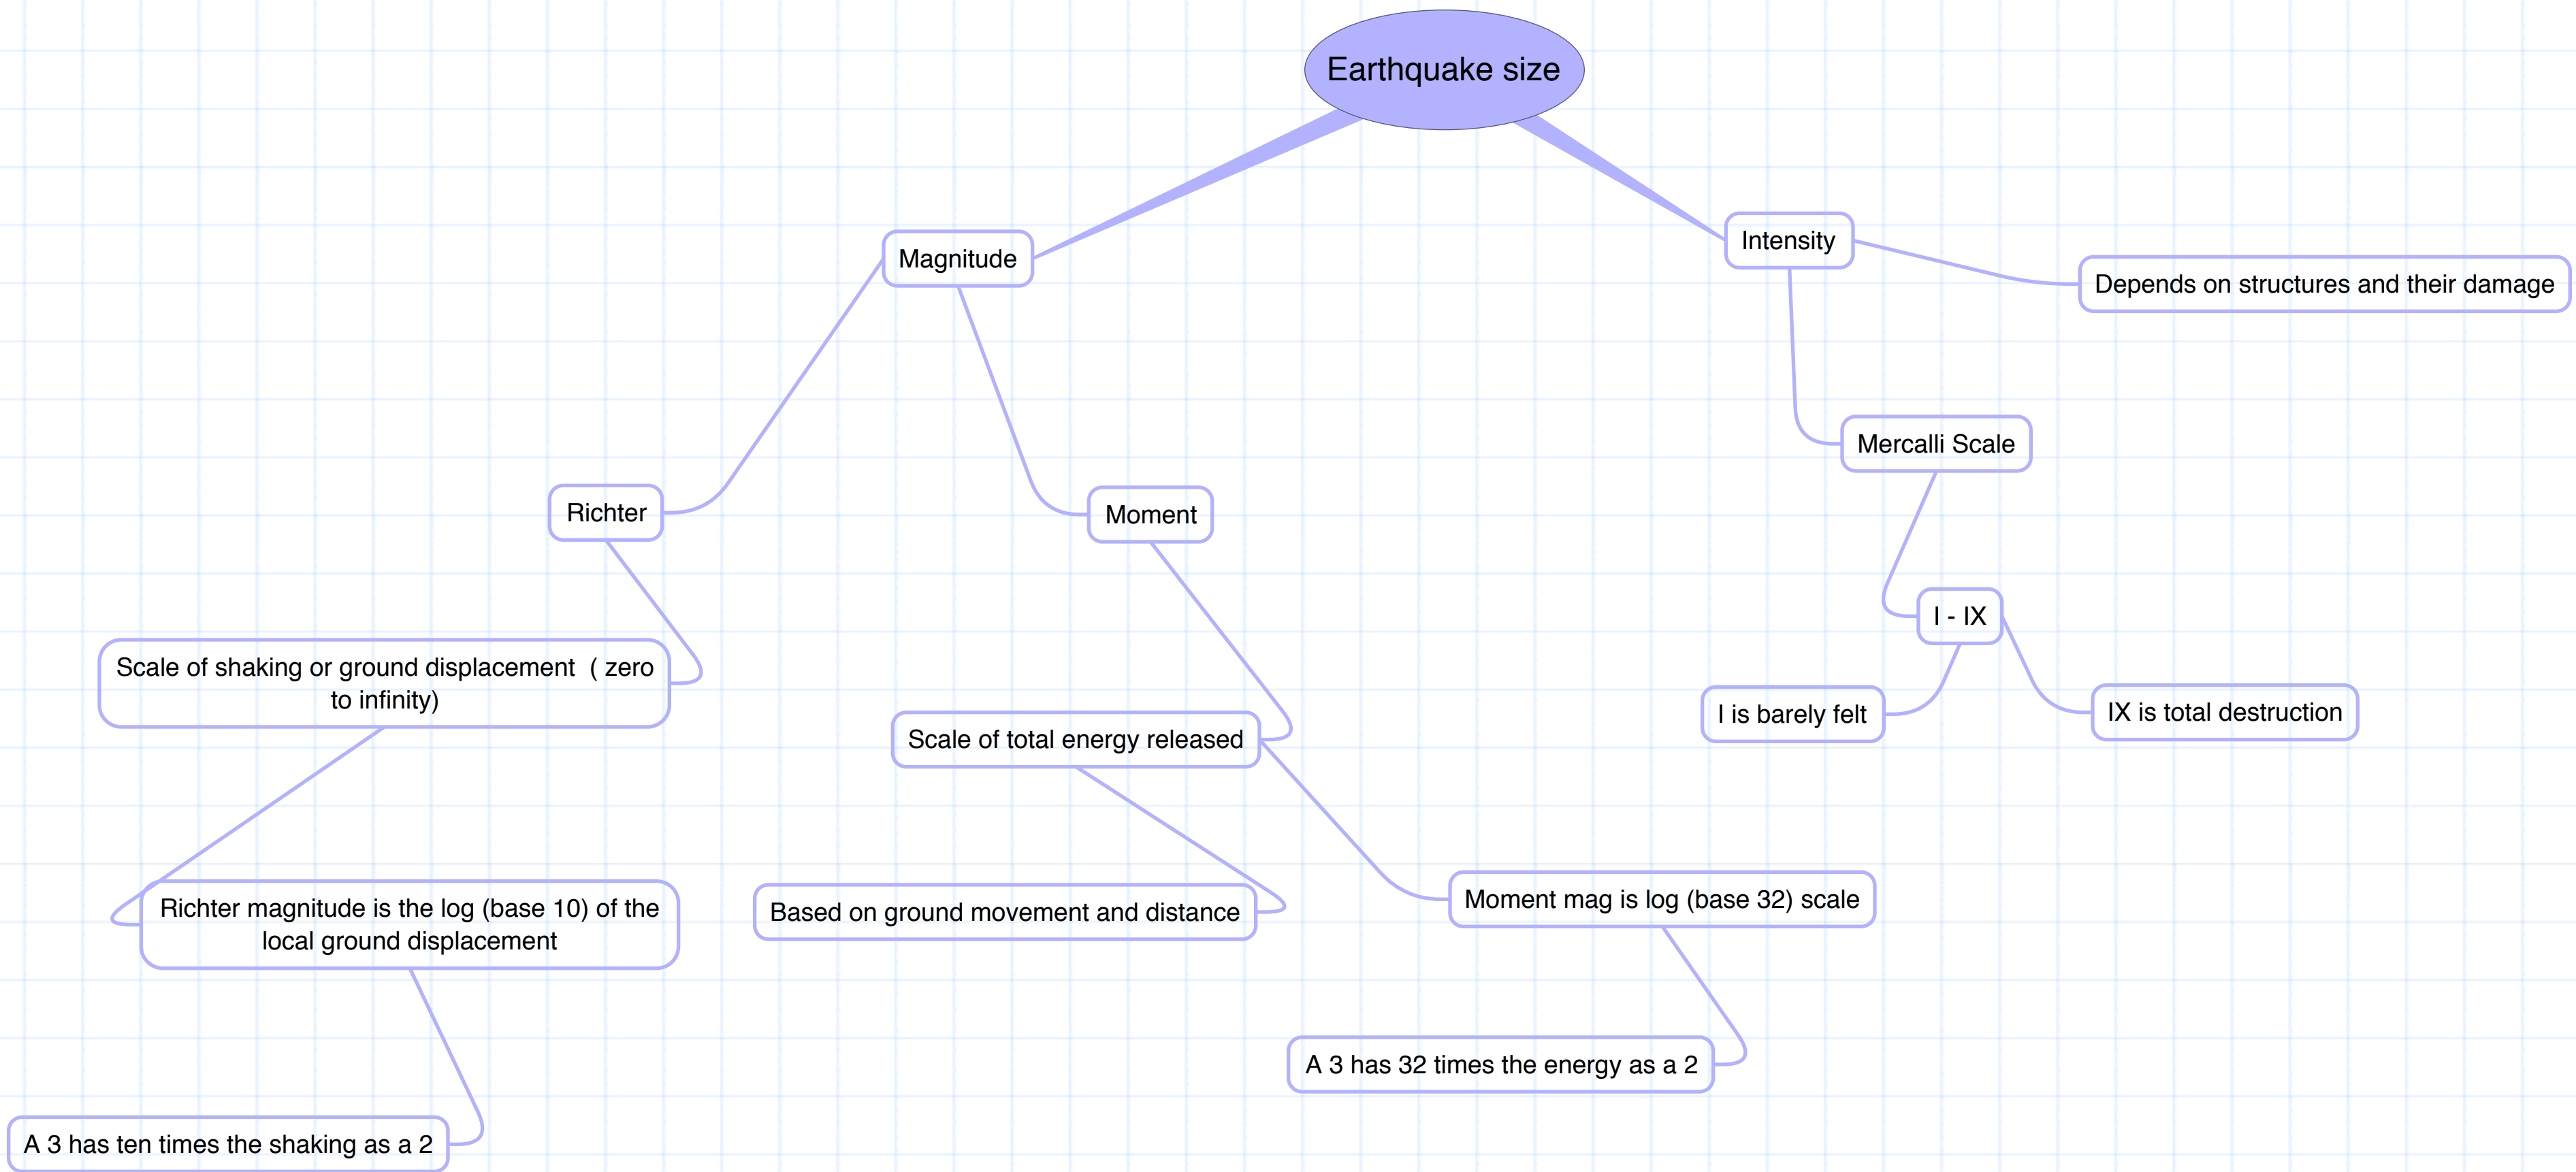 Earthquake size
Magnitude
Intensity
Depends on structures and their damage
Mercalli Scale
Richter
Moment
I - IX
Scale of shaking or ground displacement  ( zero
to infinity)
I is barely felt
IX is total destruction
Scale of total energy released
Richter magnitude is the log (base 10) of the
local ground displacement
Based on ground movement and distance
Moment mag is log (base 32) scale
A 3 has 32 times the energy as a 2
A 3 has ten times the shaking as a 2